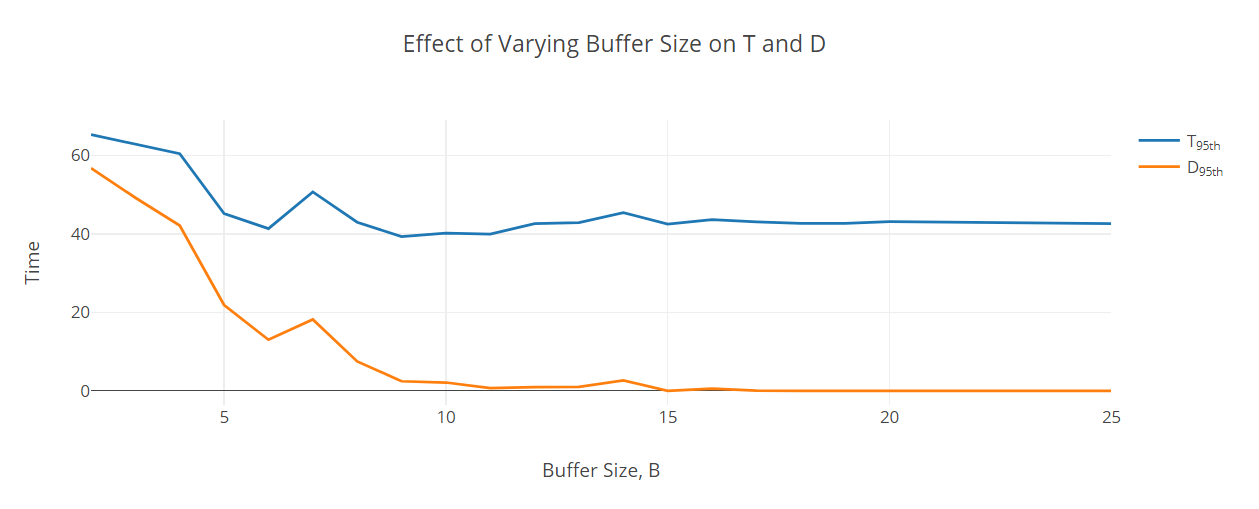 Effect of Varying Buffer Size on T and D
T95th
D95th
60
40
20
0
Time
5 10 15 20 25
Buffer Size, B